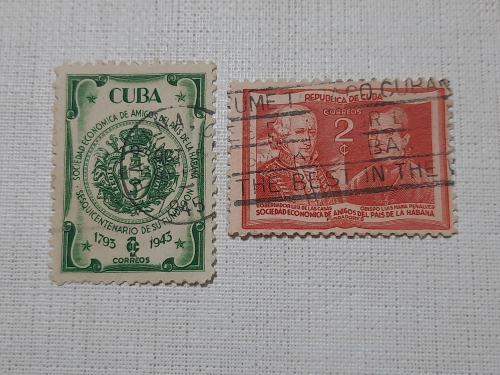 CUBA
SOCIEDAD ECONOMICA DE AMIGOS DEL PAIS DE LA HABANA
SESQUICENTENARIO DE SU FUNDACION
1793 1943
1¢
CORREOS
REPUBLICA DE CUBA
CORREOS
2
¢
GOBERNADOR LUIS DE LAS CASAS OBISPO LUIS MARIA PEÑALVER
SOCIEDAD ECONOMICA DE AMIGOS DEL PAIS DE LA HABANA
FUNDADORES
CUBAN
THE BEST IN THE